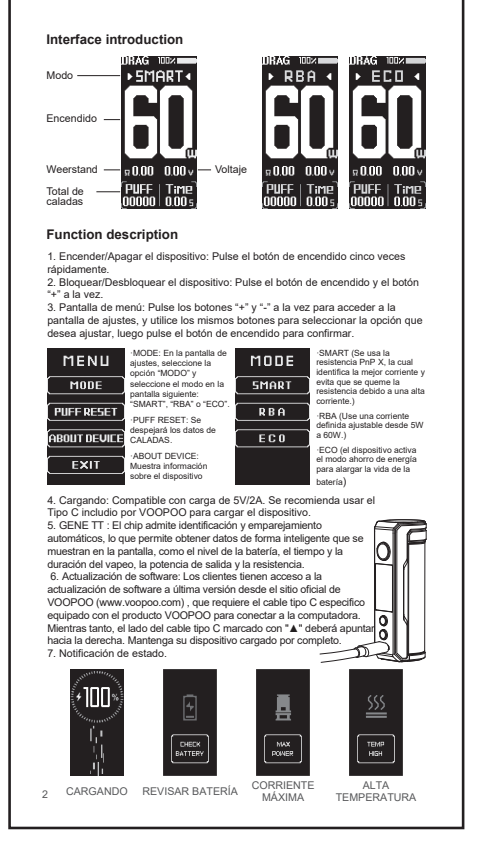 Interface introduction
DRAG 100%
DRAG 100%
DRAG 100%
Modo
SMART
RBA
ECO
Encendido
60W
60W
60W
Weerstand
Ω 0.00 0.00 v
Voltaje
Ω 0.00 0.00 v
Ω 0.00 0.00 v
Total de
caladas
PUFF TiME
00000 0.00 s
PUFF TiME
00000 0.00 s
PUFF TiME
00000 0.00 s
Function description
1. Encender/Apagar el dispositivo: Pulse el botón de encendido cinco veces
rápidamente.
2. Bloquear/Desbloquear el dispositivo: Pulse el botón de encendido y el botón
“+” a la vez.
3. Pantalla de menú: Pulse los botones “+” y “-” a la vez para acceder a la
pantalla de ajustes, y utilice los mismos botones para seleccionar la opción que
desea ajustar, luego pulse el botón de encendido para confirmar.
MENU
MODE
PUFF RESET
ABOUT DEVICE
EXIT
·MODE: En la pantalla de
ajustes, seleccione la
opción “MODO” y
seleccione el modo en la
pantalla siguiente:
“SMART”, “RBA” o “ECO”.
·PUFF RESET: Se
despejará los datos de
CALADAS.
·ABOUT DEVICE:
Muestra información
sobre el dispositivo
MODE
SMART
RBA
ECO
·SMART (Se usa la
resistencia PnP X, la cual
identifica la mejor corriente y
evita que se queme la
resistencia debido a una alta
corriente.)
·RBA (Use una corriente
definida ajustable desde 5W
a 60W.)
·ECO (el dispositivo activa
el modo ahorro de energía
para alargar la vida de la
batería)
4. Cargando: Compatible con carga de 5V/2A. Se recomienda usar el
Tipo C includio por VOOPOO para cargar el dispositivo.
5. GENE TT : El chip admite identificación y emparejamiento
automáticos, lo que permite obtener datos de forma inteligente que se
muestran en la pantalla, como el nivel de la batería, el tiempo y la
duración del vapeo, la potencia de salida y la resistencia.
6. Actualización de software: Los clientes tienen acceso a la
actualización de software a última versión desde el sitio oficial de
VOOPOO (www.voopoo.com) , que requiere el cable tipo C especifico
equipado con el producto VOOPOO para conectar a la computadora.
Mientras tanto, el lado del cable tipo C marcado con "▲" deberá apuntar
hacia la derecha. Mantenga su dispositivo cargado por completo.
7. Notificación de estado.
100%
CHECK
BATTERY
MAX
POWER
TEMP
HIGH
CARGANDO
REVISAR BATERÍA
CORRIENTE
MÁXIMA
ALTA
TEMPERATURA
2